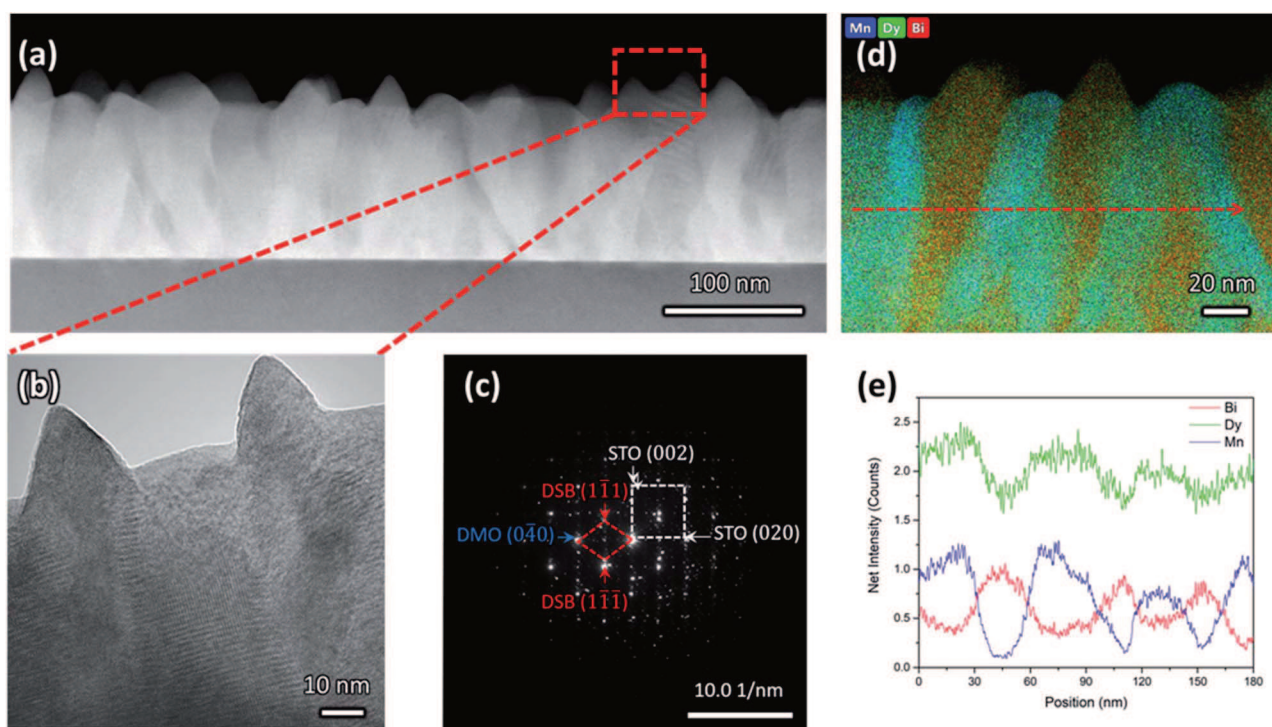 (a)
100 nm
Mn Dy Bi
(d)
20 nm
(b)
10 nm
(c)
STO (002)
DSB (11̅1)
DMO (04̅0)
STO (020)
DSB (11̅1̅)
10.0 1/nm
(e)
Bi
Dy
Mn
Net Intensity (Counts)
2.5
2.0
1.5
1.0
0.5
0.0
0 30 60 90 120 150 180
Position (nm)